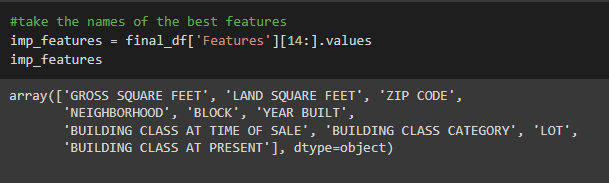 #take the names of the best features
imp_features = final_df['Features'][14:].values
imp_features
array(['GROSS SQUARE FEET', 'LAND SQUARE FEET', 'ZIP CODE',
'NEIGHBORHOOD', 'BLOCK', 'YEAR BUILT',
'BUILDING CLASS AT TIME OF SALE', 'BUILDING CLASS CATEGORY', 'LOT',
'BUILDING CLASS AT PRESENT'], dtype=object)